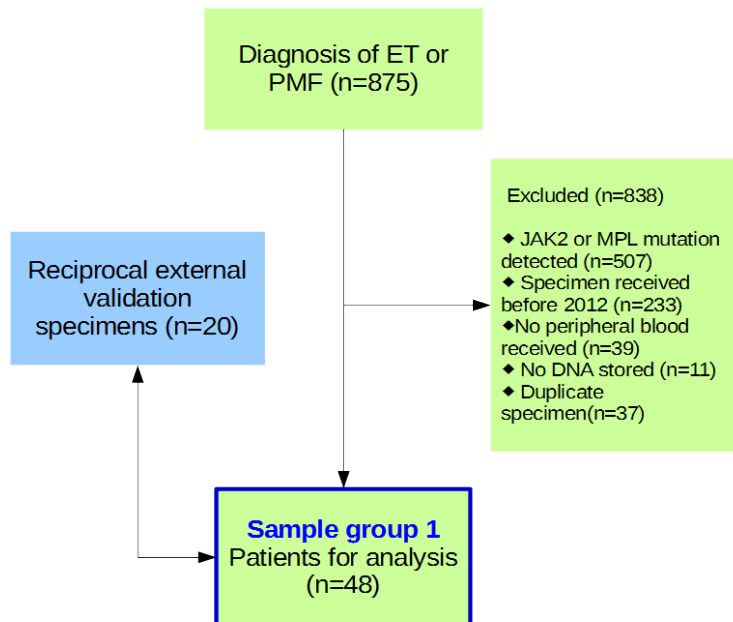 Diagnosis of ET or
PMF (n=875)
Excluded (n=838)
◆ JAK2 or MPL mutation
detected (n=507)
◆ Specimen received
before 2012 (n=233)
◆No peripheral blood
received (n=39)
◆ No DNA stored (n=11)
◆ Duplicate
specimen(n=37)
Reciprocal external
validation
specimens (n=20)
Sample group 1
Patients for analysis
(n=48)